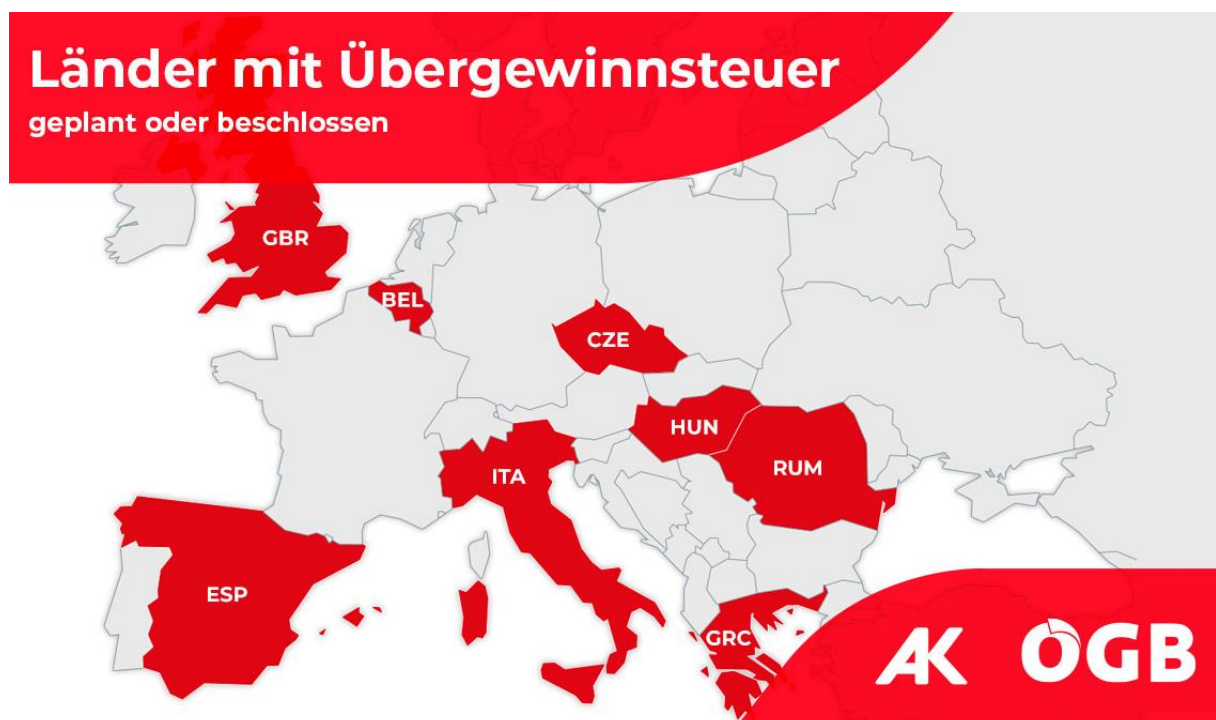 Länder mit Übergewinnsteuer
geplant oder beschlossen
GBR
BEL
CZE
HUN
ITA
RUM
ESP
GRC
AK ÖGB